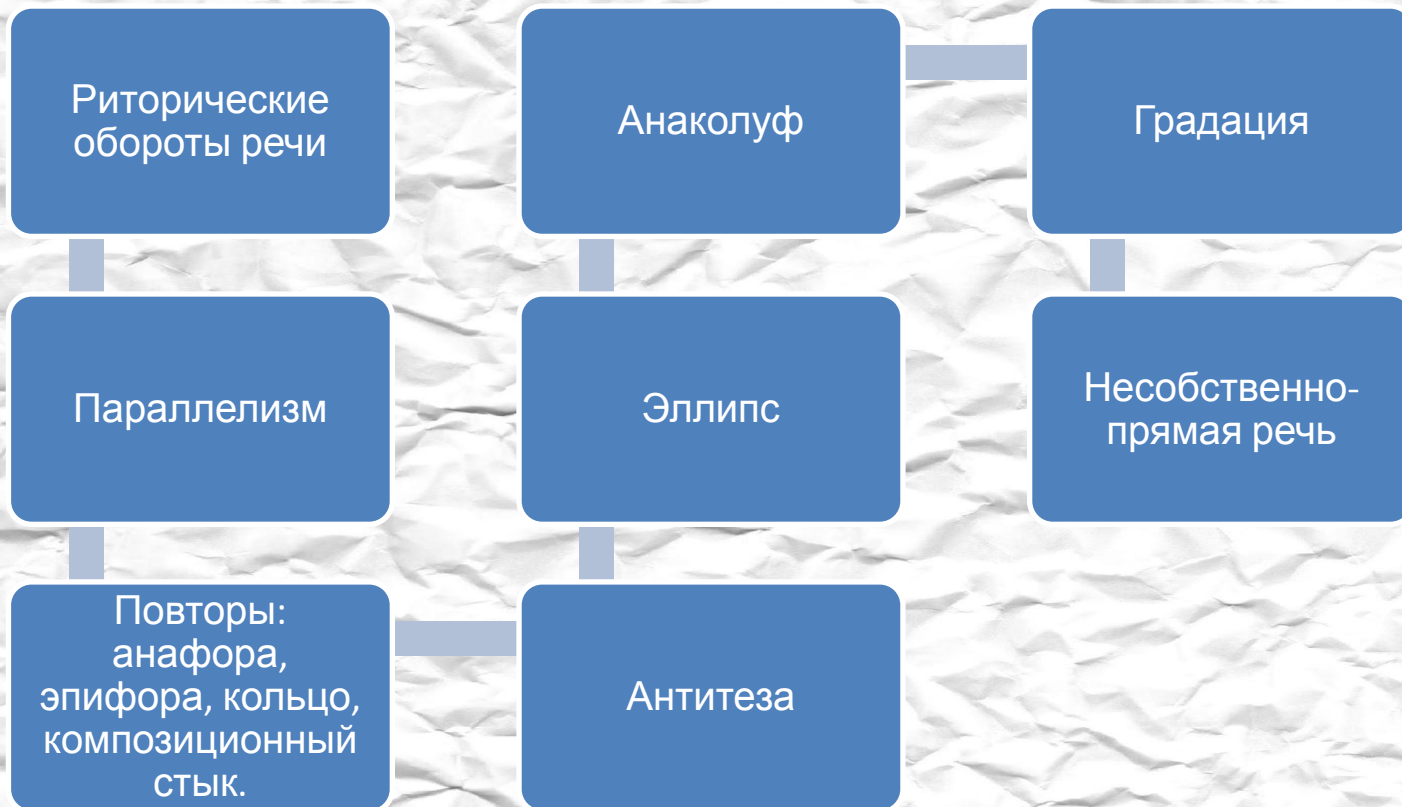 Риторические
обороты речи
Параллелизм
Повторы:
анафора,
эпифора, кольцо,
композиционный
стык.
Антитеза
Эллипс
Анаколуф
Градация
Несобственно-
прямая речь